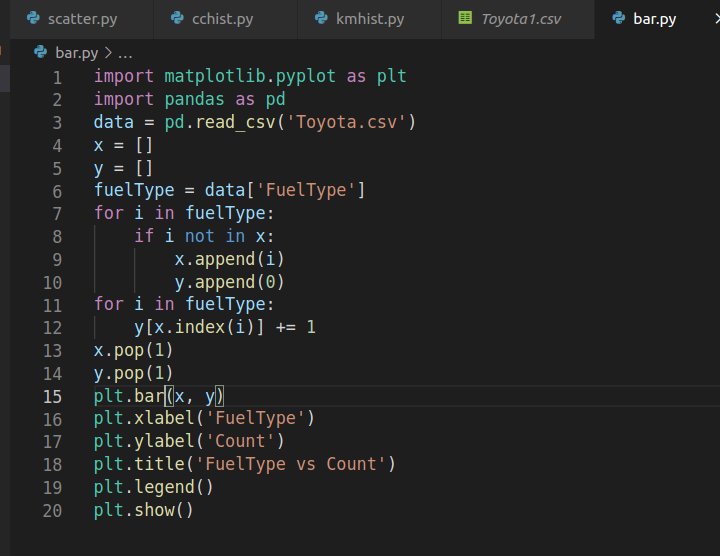 scatter.py cchist.py kmhist.py Toyota1.csv bar.py
bar.py > ...
1 import matplotlib.pyplot as plt
2 import pandas as pd
3 data = pd.read_csv('Toyota.csv')
4 x = []
5 y = []
6 fuelType = data['FuelType']
7 for i in fuelType:
8     if i not in x:
9         x.append(i)
10         y.append(0)
11 for i in fuelType:
12     y[x.index(i)] += 1
13 x.pop(1)
14 y.pop(1)
15 plt.bar(x, y)
16 plt.xlabel('FuelType')
17 plt.ylabel('Count')
18 plt.title('FuelType vs Count')
19 plt.legend()
20 plt.show()